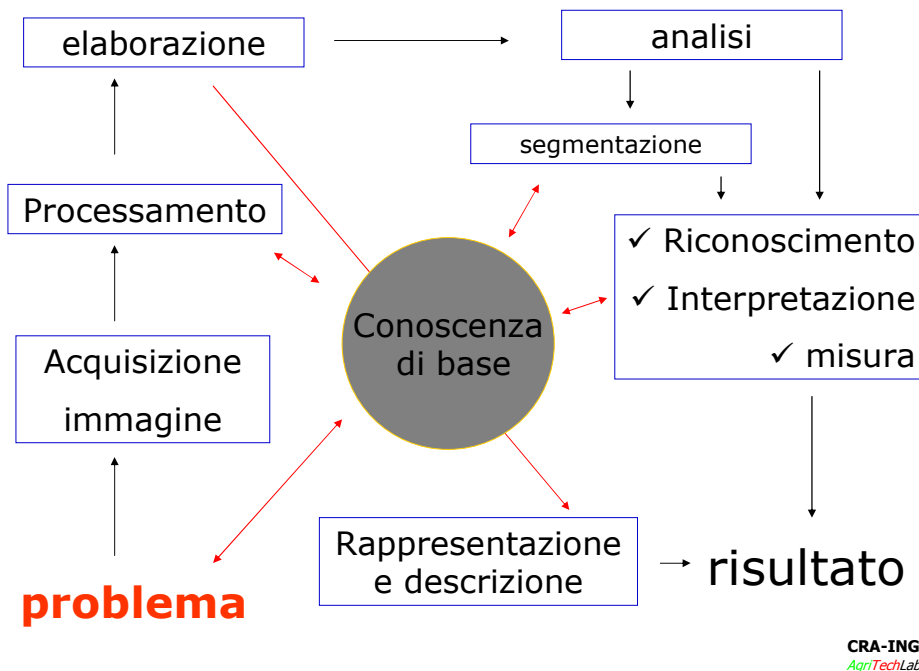 elaborazione
analisi
segmentazione
Processamento
✓ Riconoscimento
✓ Interpretazione
✓ misura
Conoscenza
di base
Acquisizione
immagine
Rappresentazione
e descrizione
risultato
problema
CRA-ING
AgriTechLab